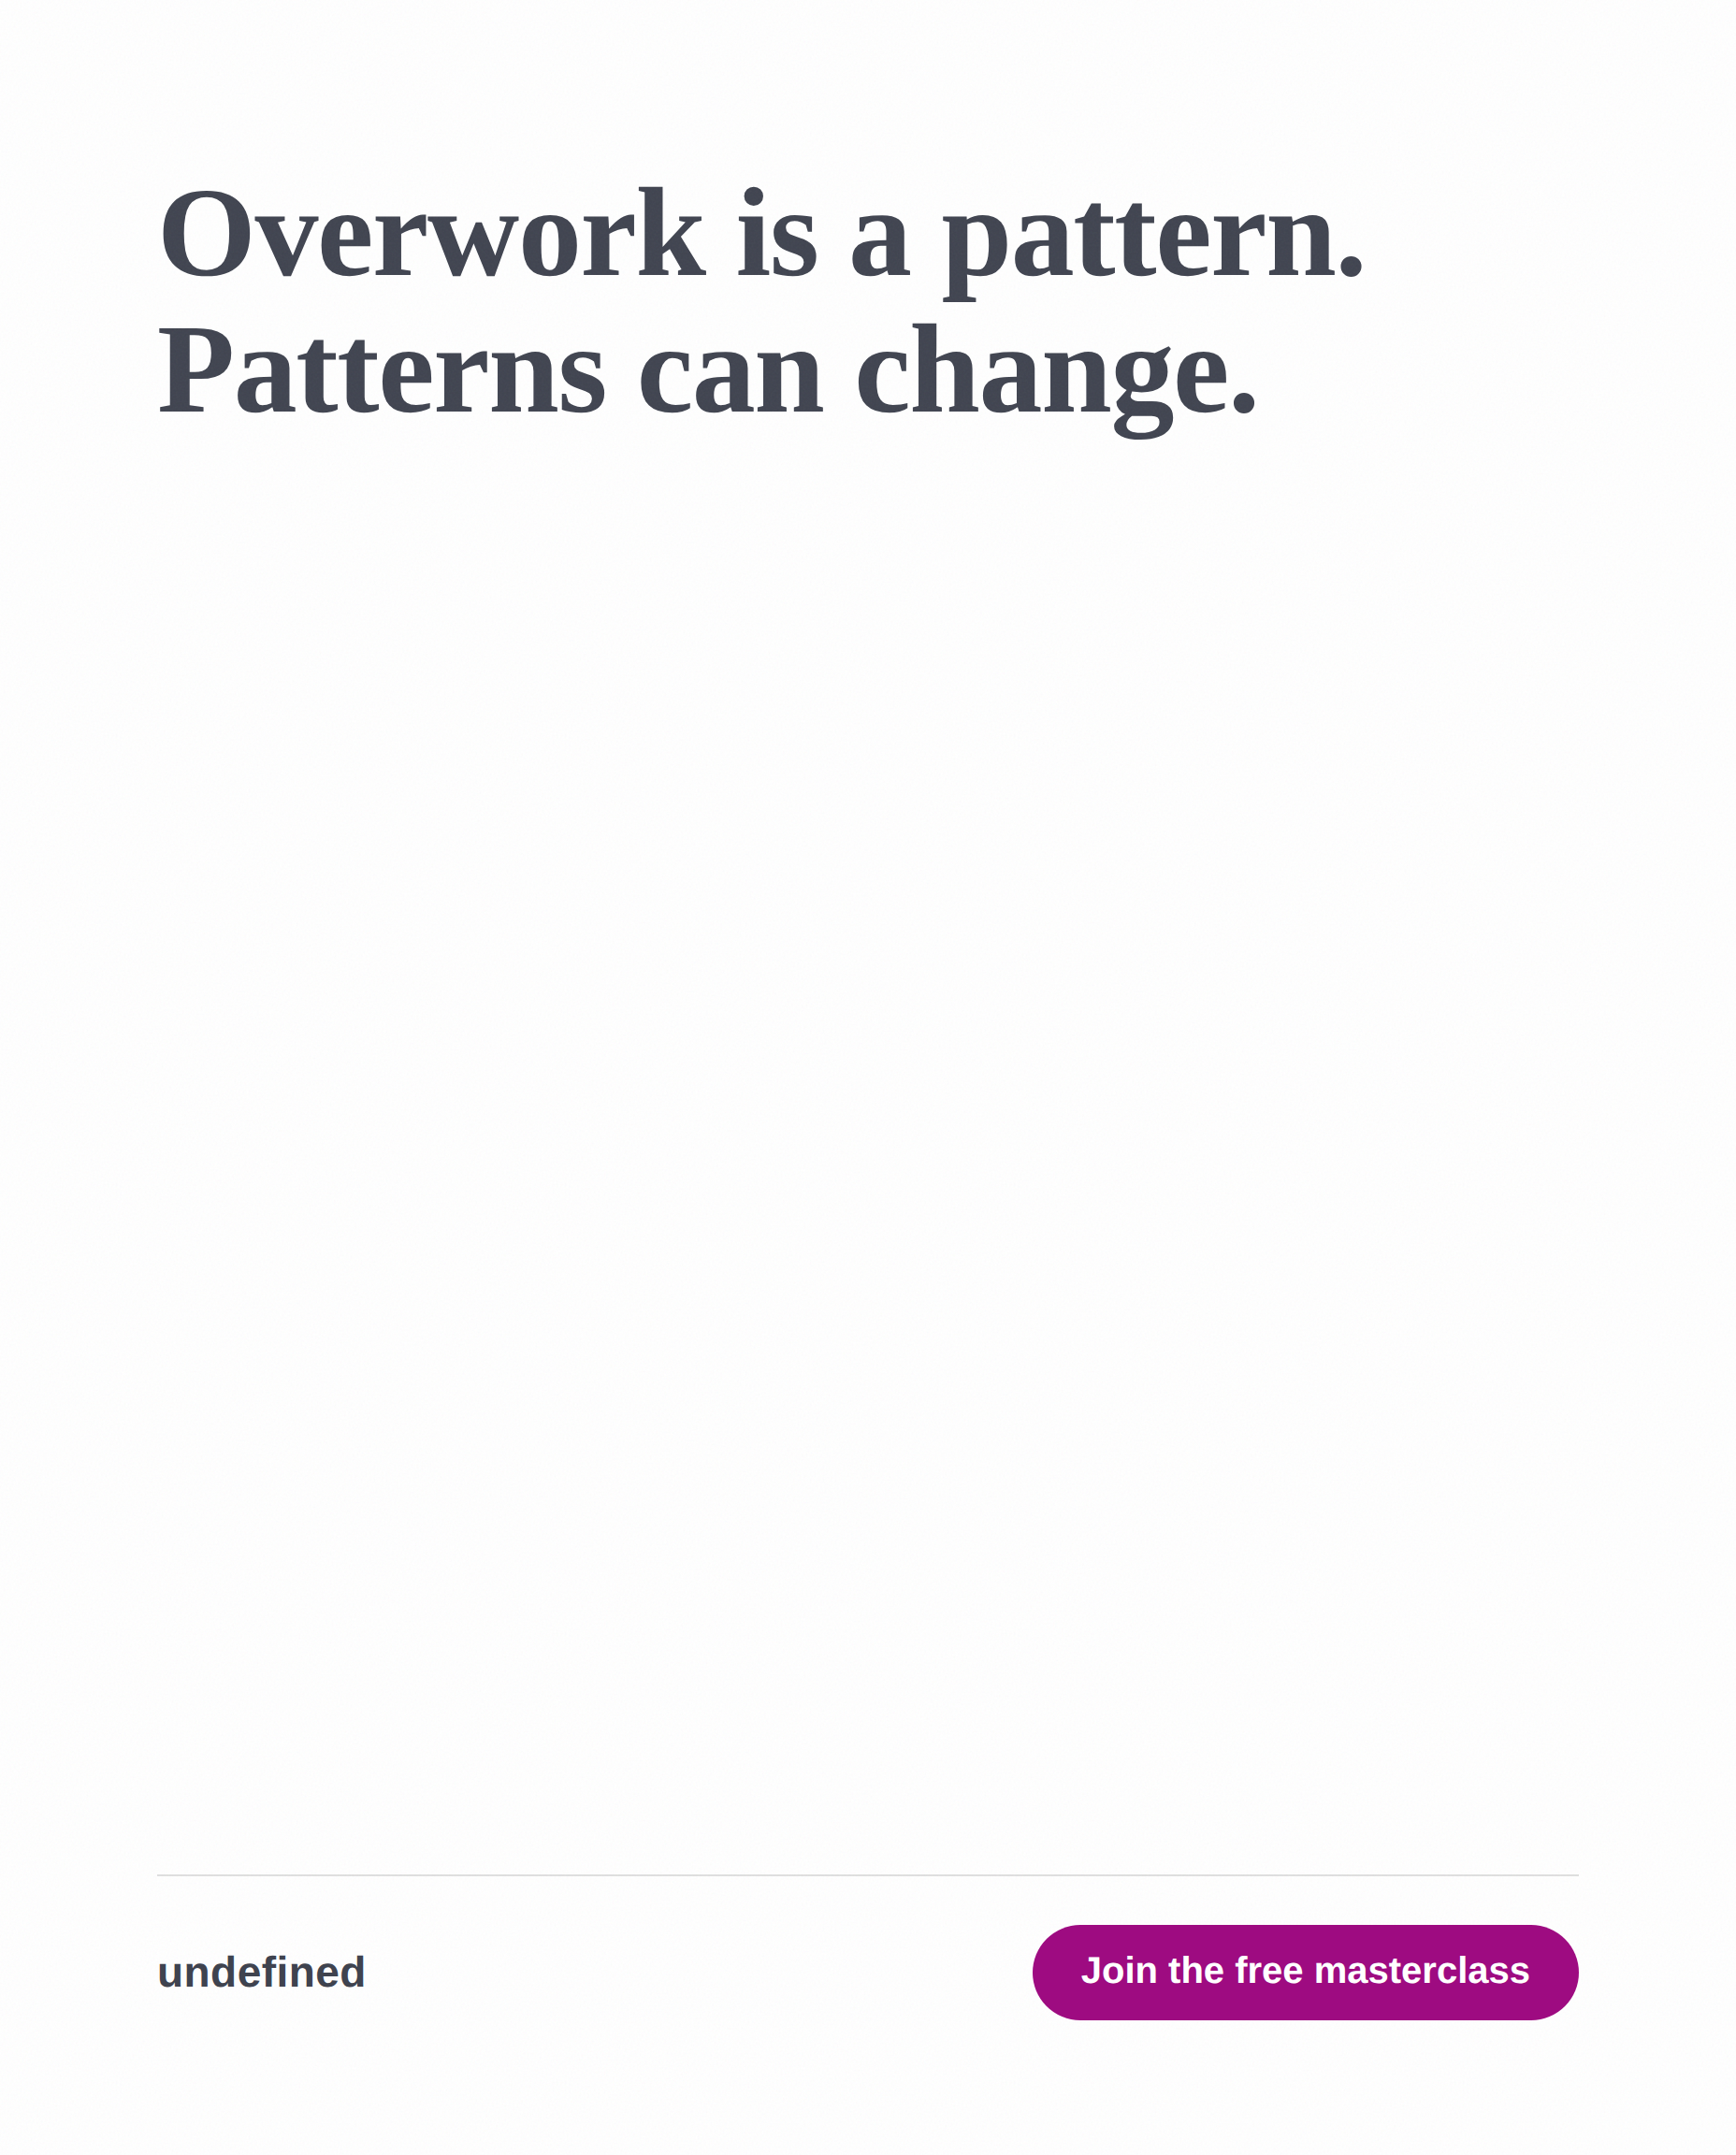 Overwork is a pattern.
Patterns can change.
undefined
Join the free masterclass